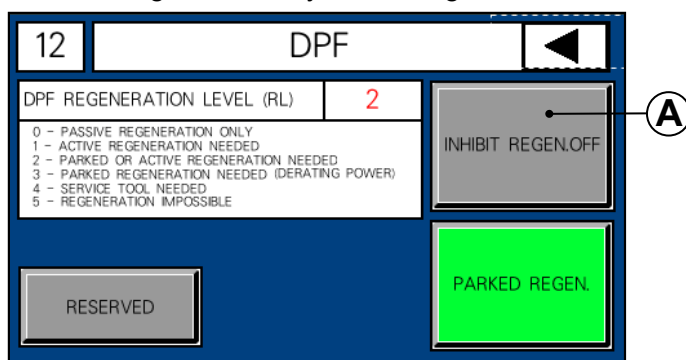 12
DPF
DPF REGENERATION LEVEL (RL)
2
0 - PASSIVE REGENERATION ONLY
1 - ACTIVE REGENERATION NEEDED
2 - PARKED OR ACTIVE REGENERATION NEEDED
3 - PARKED REGENERATION NEEDED (DERATING POWER)
4 - SERVICE TOOL NEEDED
5 - REGENERATION IMPOSSIBLE
INHIBIT REGEN.OFF
A
RESERVED
PARKED REGEN.